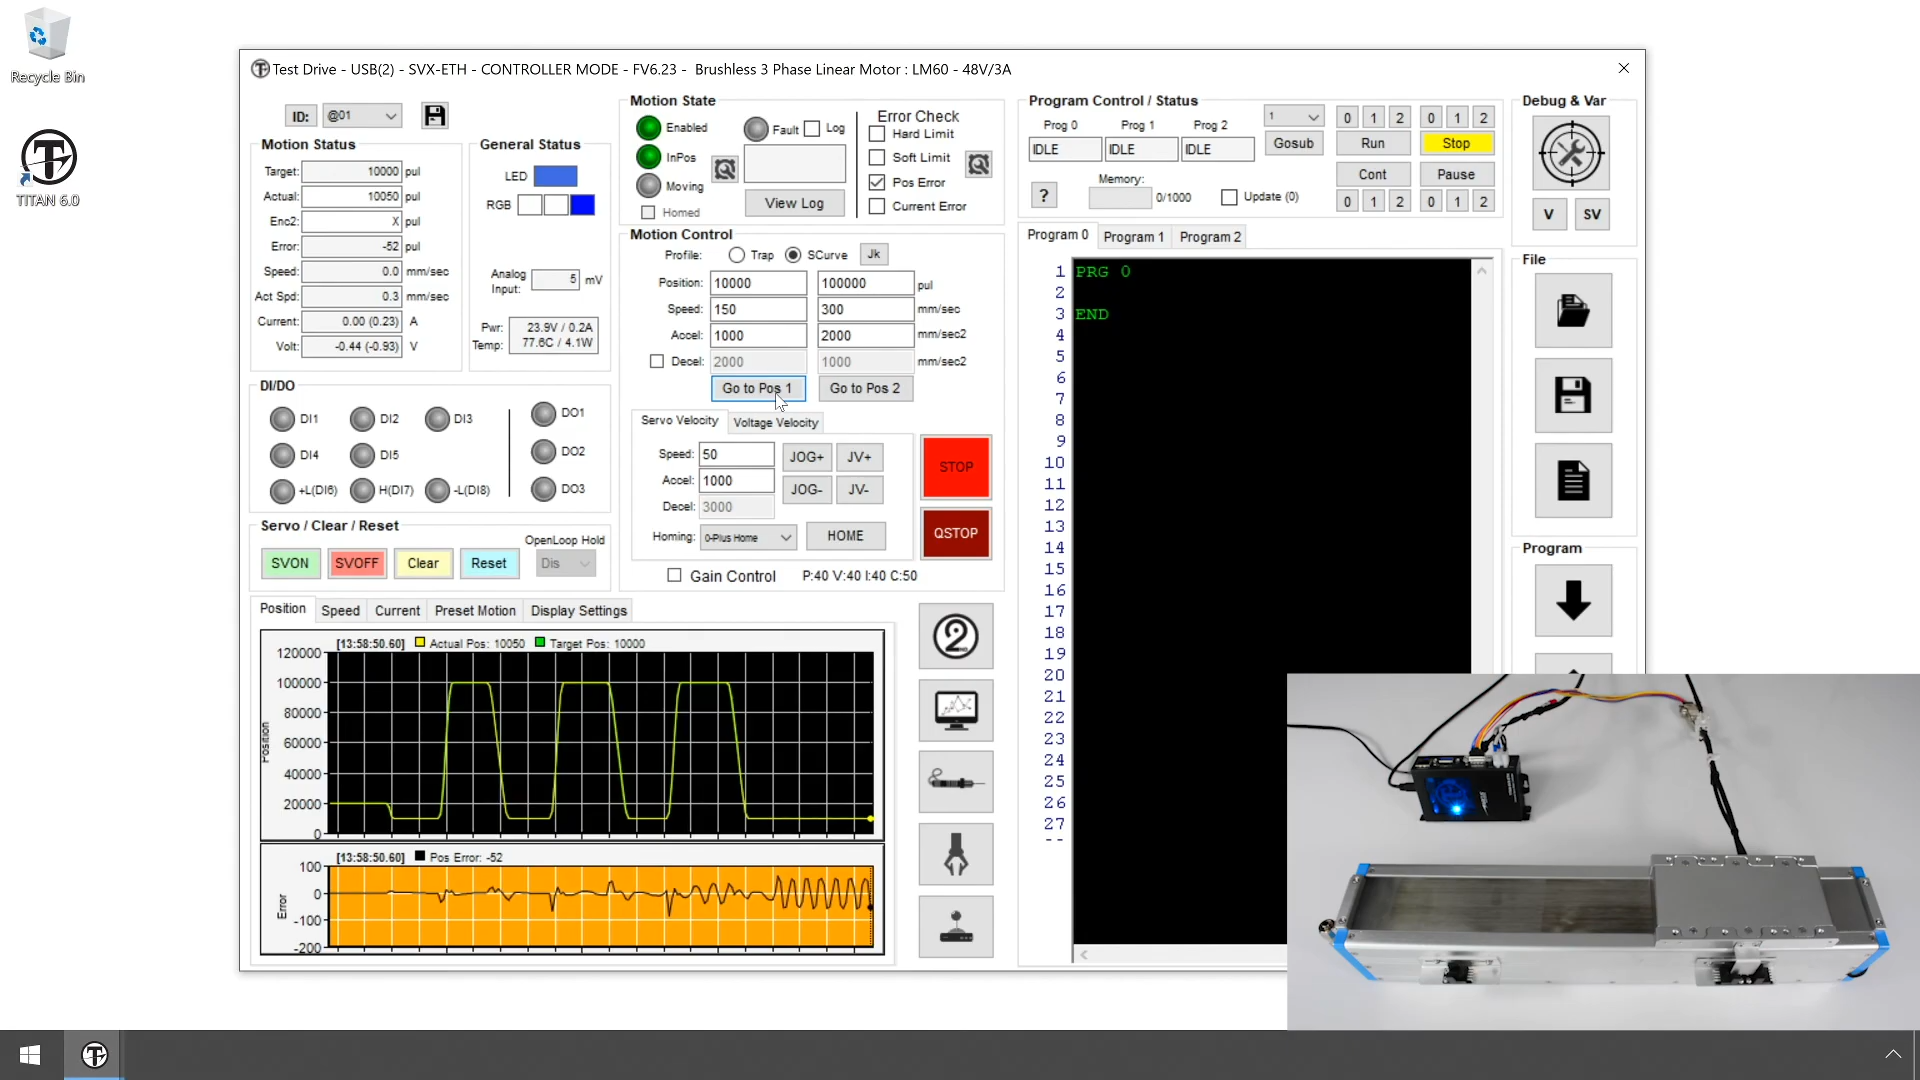 Recycle Bin
TITAN 6.0
Test Drive - USB(2) - SVX-ETH - CONTROLLER MODE - FV6.23 - Brushless 3 Phase Linear Motor : LM60 - 48V/3A
ID: @01
Motion Status
Target: 10000 pul
Actual: 10050 pul
Enc2: X pul
Error: -52 pul
Speed: 0.0 mm/sec
Act Spd: 0.3 mm/sec
Current: 0.00 (0.23) A
Volt: -0.44 (-0.93) V
General Status
LED
RGB
Analog Input: 5 mV
Pwr: 23.9V / 0.2A
Temp: 77.6C / 4.1W
DI/DO
DI1 DI2 DI3 DO1
DI4 DI5 DO2
+L(DI6) H(DI7) -L(DI8) DO3
Servo / Clear / Reset
OpenLoop Hold
SVON SVOFF Clear Reset Dis
Motion State
Enabled
InPos
Moving
Homed
Fault Log
View Log
Error Check
Hard Limit
Soft Limit
Pos Error
Current Error
Motion Control
Profile: Trap SCurve Jk
Position: 10000 100000 pul
Speed: 150 300 mm/sec
Accel: 1000 2000 mm/sec2
Decel: 2000 1000 mm/sec2
Go to Pos 1 Go to Pos 2
Servo Velocity Voltage Velocity
Speed: 50 JOG+ JV+
Accel: 1000 JOG- JV-
Decel: 3000
Homing: 0-Plus Home HOME
STOP
QSTOP
Gain Control P:40 V:40 I:40 C:50
Position Speed Current Preset Motion Display Settings
[13:58:50.60] Actual Pos: 10050 Target Pos: 10000
120000
100000
80000
60000
40000
20000
0
Position
[13:58:50.60] Pos Error: -52
100
0
-100
-200
Error
2
Program Control / Status
Prog 0 Prog 1 Prog 2
IDLE IDLE IDLE
1
Gosub
0 1 2 0 1 2
Run Stop
Cont Pause
0 1 2 0 1 2
?
Memory: 0/1000
Update (0)
Program 0 Program 1 Program 2
1 PRG 0
2
3 END
4
5
6
7
8
9
10
11
12
13
14
15
16
17
18
19
20
21
22
23
24
25
26
27
--
Debug & Var
V SV
File
Program